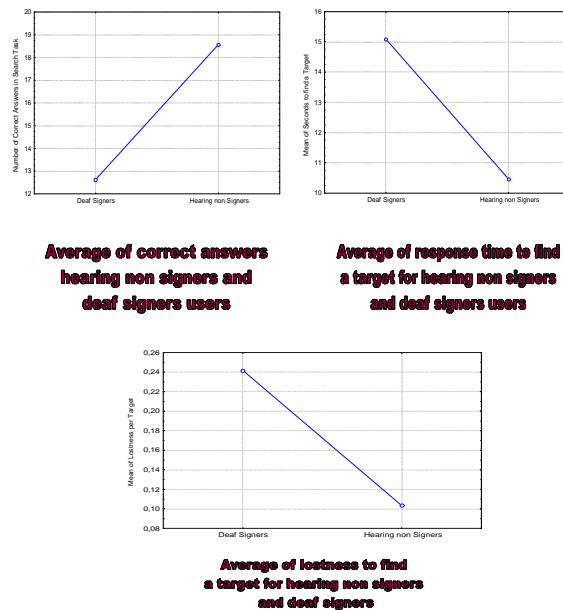 Number of Correct Answers in Search Task
20
19
18
17
16
15
14
13
12
Deaf Signers Hearing non Signers
Average of correct answers
hearing non signers and
deaf signers users
Mean of Seconds to find a Target
16
15
14
13
12
11
10
Deaf Signers Hearing non Signers
Average of response time to find
a target for hearing non signers
and deaf signers users
Mean of Lostness per Target
0,26
0,24
0,22
0,20
0,18
0,16
0,14
0,12
0,10
0,08
Deaf Signers Hearing non Signers
Average of lostness to find
a target for hearing non signers
and deaf signers